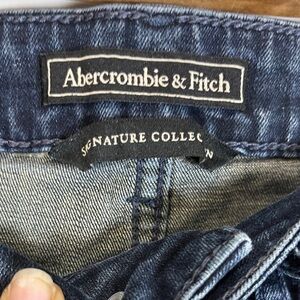 Abercrombie & Fitch
SIGNATURE COLLEC N